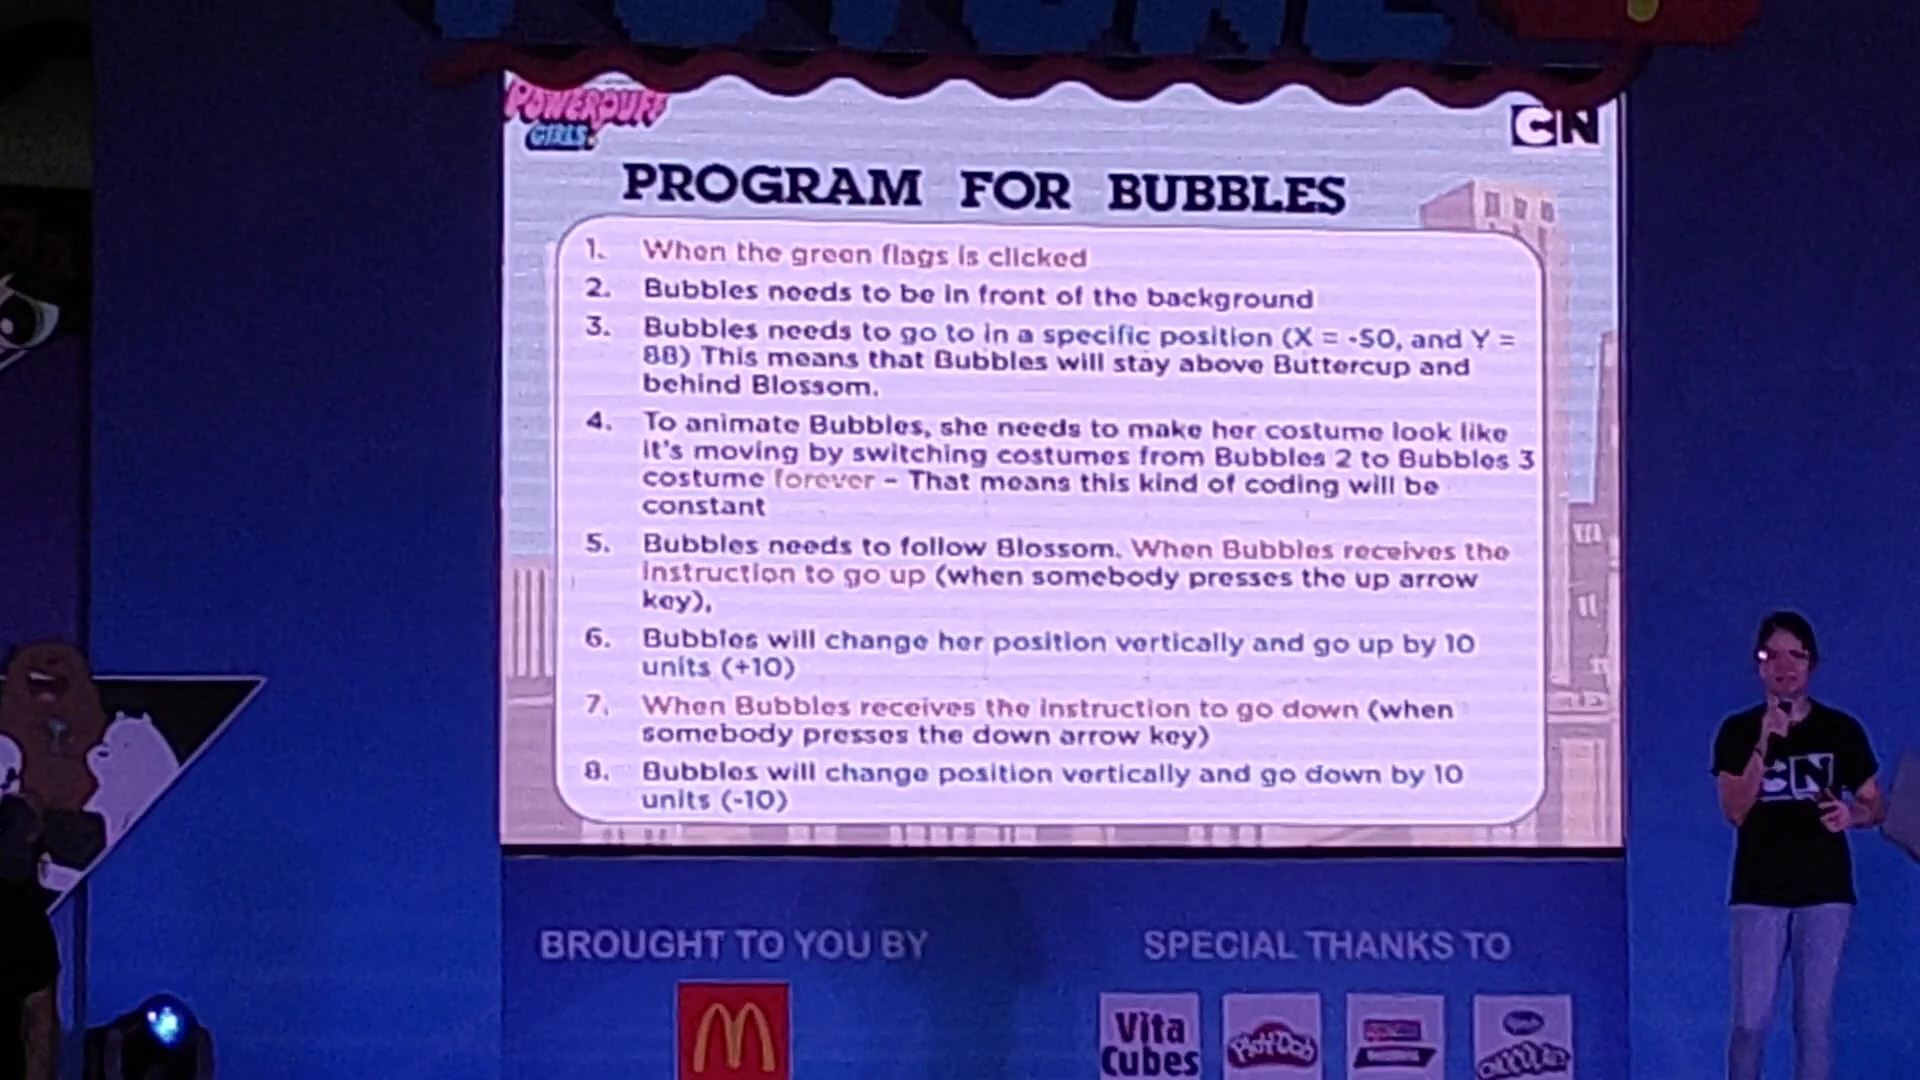 POWERPUFF
GIRLS
CN
PROGRAM FOR BUBBLES
1. When the green flags is clicked
2. Bubbles needs to be in front of the background
3. Bubbles needs to go to in a specific position (X = -50, and Y =
88) This means that Bubbles will stay above Buttercup and
behind Blossom.
4. To animate Bubbles, she needs to make her costume look like
it's moving by switching costumes from Bubbles 2 to Bubbles 3
costume forever – That means this kind of coding will be
constant
5. Bubbles needs to follow Blossom. When Bubbles receives the
instruction to go up (when somebody presses the up arrow
key),
6. Bubbles will change her position vertically and go up by 10
units (+10)
7. When Bubbles receives the instruction to go down (when
somebody presses the down arrow key)
8. Bubbles will change position vertically and go down by 10
units (-10)
CN
BROUGHT TO YOU BY
SPECIAL THANKS TO
Vita
Cubes
Play-Doh